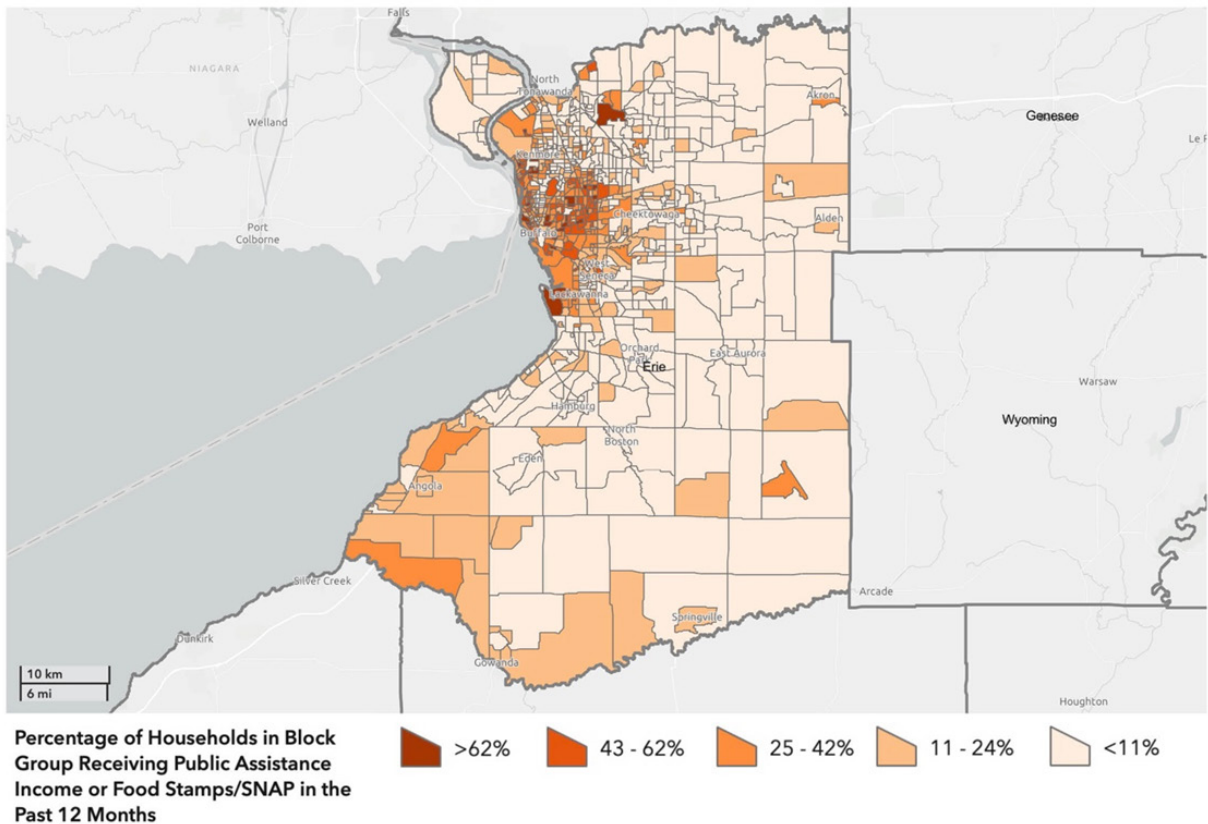 Falls
NIAGARA
North
Tonawanda
Welland
Akron
Genesee
Le R
Kenmore
Cheektowaga
Alden
Port
Colborne
Buffalo
West
Seneca
Lackawanna
Orchard
Park
East Aurora
Erie
Warsaw
Hamburg
Wyoming
North
Boston
Eden
Angola
Silver Creek
Arcade
Springville
Dunkirk
Gowanda
10 km
6 mi
Houghton
Percentage of Households in Block
Group Receiving Public Assistance
Income or Food Stamps/SNAP in the
Past 12 Months
>62%
43 - 62%
25 - 42%
11 - 24%
<11%